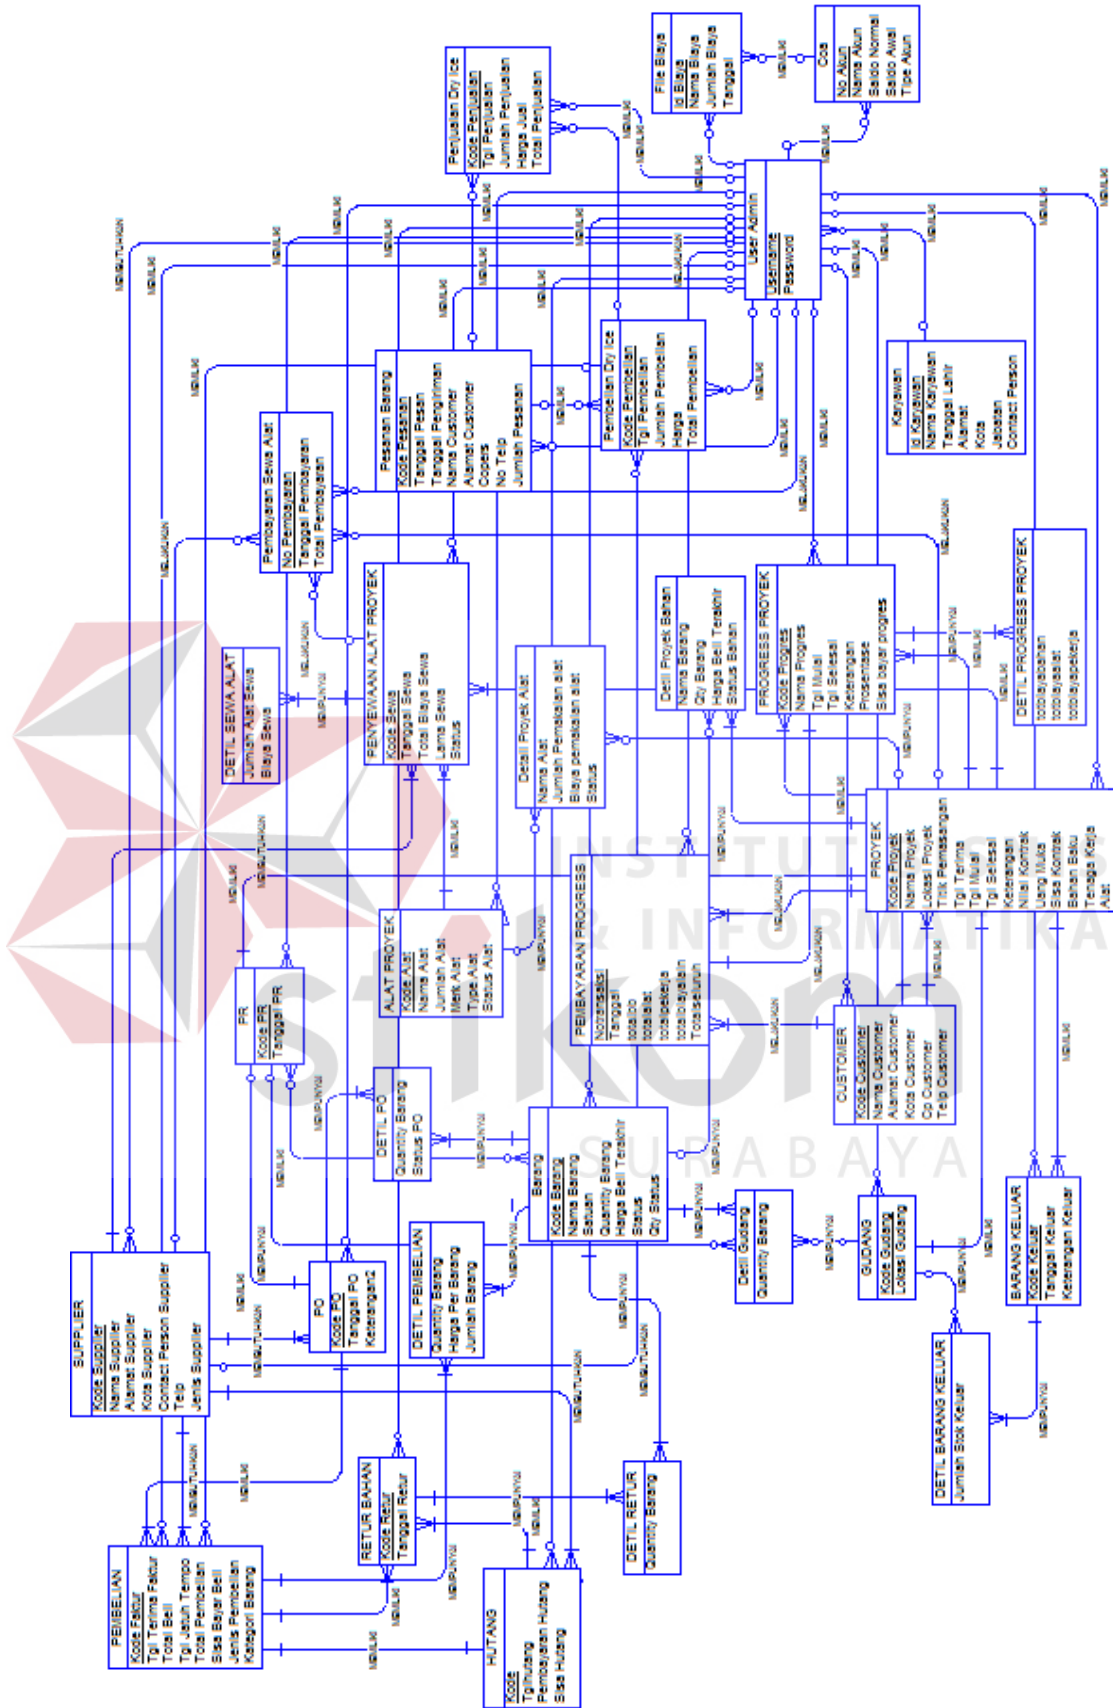 SUPPLIER
Kode Supplier
Nama Supplier
Alamat Supplier
Kota Supplier
Contact Person Supplier
Telp
Jenis Supplier
PEMBELIAN
Kode Faktur
Tgl Terima Faktur
Total Beli
Tgl Jatuh Tempo
Total Pembelian
Sisa Bayar Beli
Jenis Pembelian
Kategori Barang
PR
Kode PR
Tanggal PR
PO
Kode PO
Tanggal PO
Keterangan2
DETIL SEWA ALAT
Jumlah Alat Sewa
Biaya Sewa
Pembayaran Sewa Alat
No Pembayaran
Tanggal Pembayaran
Total Pembayaran
PENYEWAAN ALAT PROYEK
Kode Sewa
Tanggal Sewa
Total Biaya Sewa
Lama Sewa
Status
Pesanan Barang
Kode Pesanan
Tanggal Pesan
Tanggal Pengiriman
Nama Customer
Alamat Customer
Copers
No Telp
Jumlah Pesanan
Penjualan Dry Ice
Kode Penjualan
Tgl Penjualan
Jumlah Penjualan
Harga Jual
Total Penjualan
RETUR BAHAN
Kode Retur
Tanggal Retur
DETIL PEMBELIAN
Quantity Barang
Harga Per Barang
Jumlah Barang
DETIL PO
Quantity Barang
Status PO
ALAT PROYEK
Kode Alat
Nama Alat
Jumlah Alat
Merk Alat
Type Alat
Status Alat
HUTANG
Kode
Tglhutang
Pembayaran Hutang
Sisa Hutang
Barang
Kode Barang
Nama Barang
Satuan
Quantity Barang
Harga Beli Terakhir
Status
Qty Status
Detail Proyek Alat
Nama Alat
Jumlah Pemakaian alat
Biaya pemakaian alat
Status
PEMBAYARAN PROGRESS
Notransaksi
Tanggal
totalpo
totalalat
totalpekerja
totalbiayalain
Totalseluruh
Pembelian Dry Ice
Kode Pembelian
Tgl Pembelian
Jumlah Pembelian
Harga
Total Pembelian
File Biaya
Id Biaya
Nama Biaya
Jumlah Biaya
Tanggal
Coa
No Akun
Nama Akun
Saldo Normal
Saldo Awal
Tipe Akun
User Admin
Username
Password
DETIL RETUR
Quantity Barang
Detil Gudang
Quantity Barang
Detil Proyek Bahan
Nama Barang
Qty Barang
Harga Beli Terakhir
Status Bahan
PROGRESS PROYEK
Kode Progres
Nama Progres
Tgl Mulai
Tgl Selesai
Keterangan
Prosentase
Sisa bayar progres
CUSTOMER
Kode Customer
Nama Customer
Alamat Customer
Kota Customer
Cp Customer
Telp Customer
GUDANG
Kode Gudang
Lokasi Gudang
PROYEK
Kode Proyek
Nama Proyek
Lokasi Proyek
Titik Pemasangan
Tgl Terima
Tgl Mulai
Tgl Selesai
Keterangan
Nilai Kontrak
Uang Muka
Sisa Kontrak
Bahan Baku
Tenaga Kerja
Alat
Karyawan
Id Karyawan
Nama Karyawan
Tanggal Lahir
Alamat
Kota
Jabatan
Contact Person
DETIL BARANG KELUAR
Jumlah Stok Keluar
BARANG KELUAR
Kode Keluar
Tanggal Keluar
Keterangan Keluar
DETIL PROGRESS PROYEK
totbiayabahan
totbiayaalat
totbiayapekerja
MEMBUTUHKAN
MEMILIKI
MELAKUKAN
MEMPUNYAI
INSTITUT BISNIS
& INFORMATIKA
stikom
SURABAYA